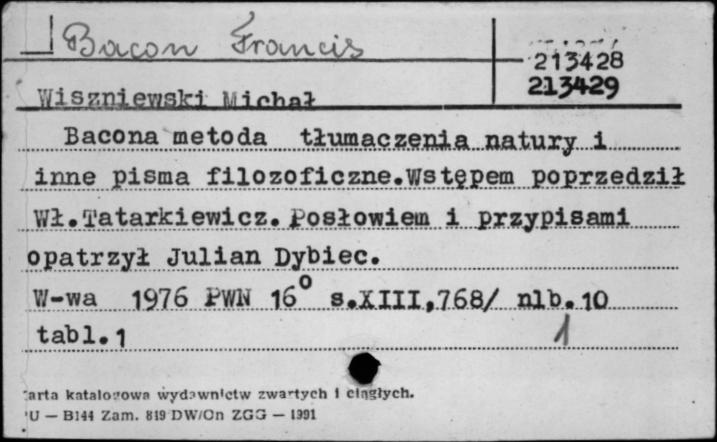 Bacon Francis
213428
213429
Wiszniewski Michał
Bacona metoda tłumaczenia natury i
inne pisma filozoficzne.Wstępem poprzedził
Wł.Tatarkiewicz.Posłowiem i przypisami
opatrzył Julian Dybiec.
W-wa 1976 PWN 16° s.XIII,768/ nlb.10
tabl.1
1
arta katalogowa wydawnictw zwartych i ciągłych.
U — B144 Zam. 819 DW/On ZGG — 1991